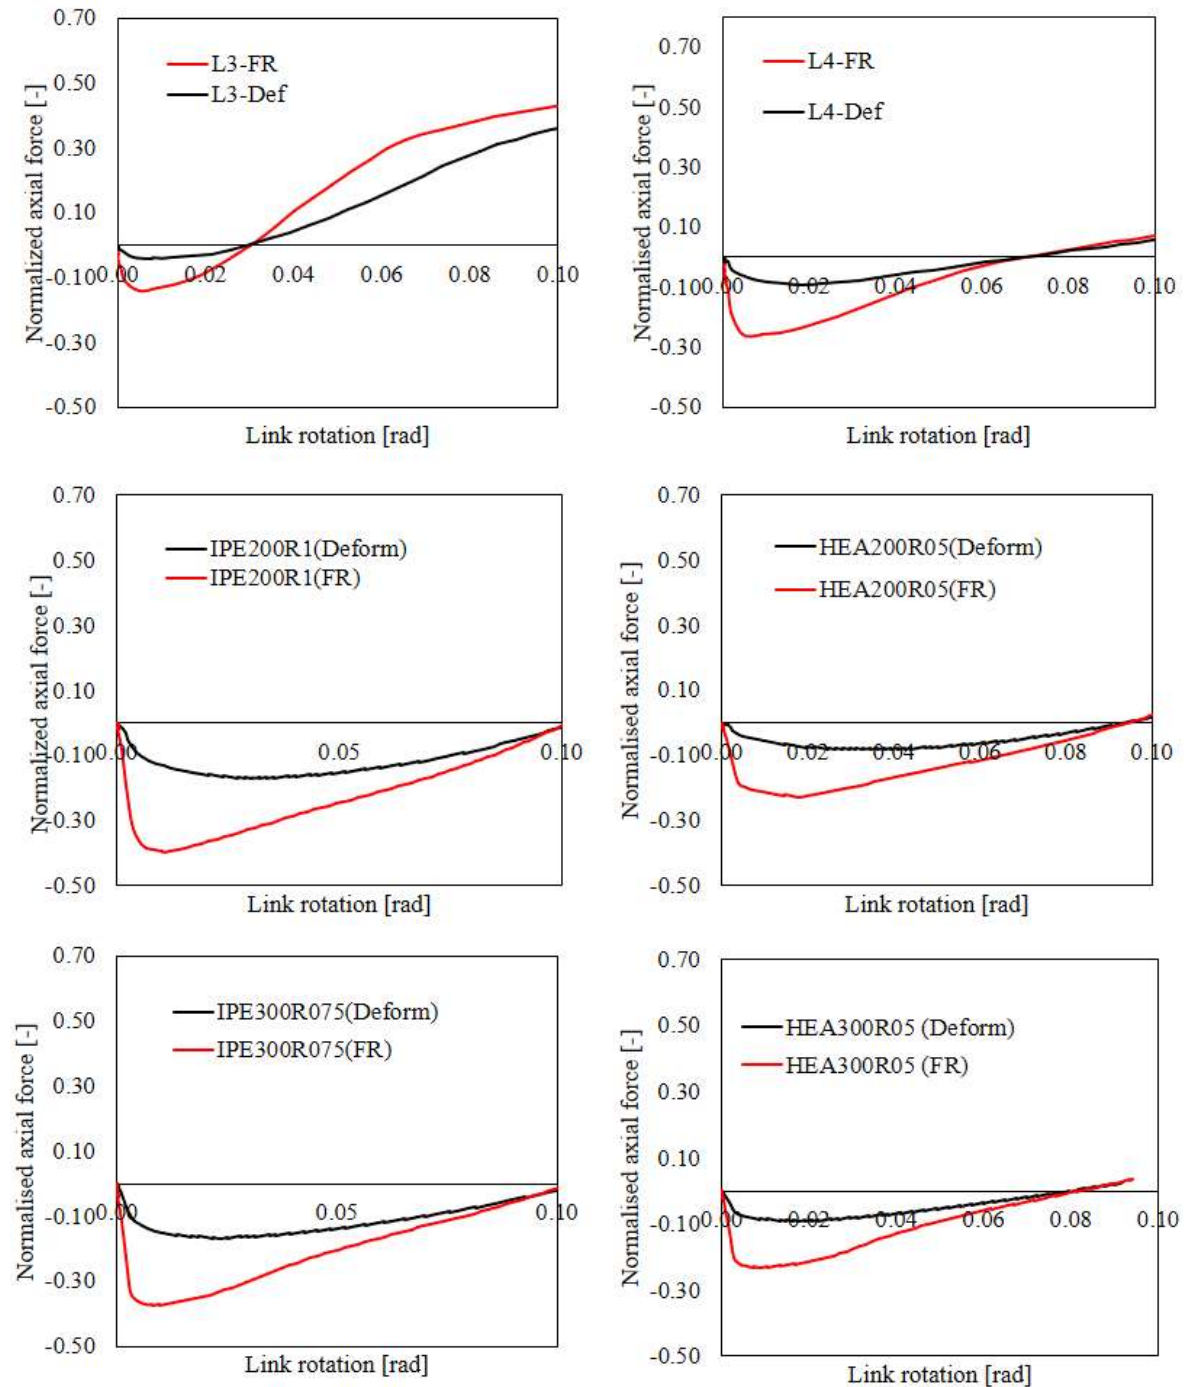 0.70
0.50
0.30
0.10
-0.10
-0.30
-0.50
0.00 0.02 0.04 0.06 0.08 0.10
Normalized axial force [-]
L3-FR
L3-Def
Link rotation [rad]
0.70
0.50
0.30
0.10
-0.10
-0.30
-0.50
0.00 0.02 0.04 0.06 0.08 0.10
Normalised axial force [-]
L4-FR
L4-Def
Link rotation [rad]
0.70
0.50
0.30
0.10
-0.10
-0.30
-0.50
0.00 0.05 0.10
Normalized axial force [-]
IPE200R1(Deform)
IPE200R1(FR)
Link rotation [rad]
0.70
0.50
0.30
0.10
-0.10
-0.30
-0.50
0.00 0.02 0.04 0.06 0.08 0.10
Normalised axial force [-]
HEA200R05(Deform)
HEA200R05(FR)
Link rotation [rad]
0.70
0.50
0.30
0.10
-0.10
-0.30
-0.50
0.00 0.05 0.10
Normalised axial force [-]
IPE300R075(Deform)
IPE300R075(FR)
Link rotation [rad]
0.70
0.50
0.30
0.10
-0.10
-0.30
-0.50
0.00 0.02 0.04 0.06 0.08 0.10
Normalised axial force [-]
HEA300R05 (Deform)
HEA300R05 (FR)
Link rotation [rad]